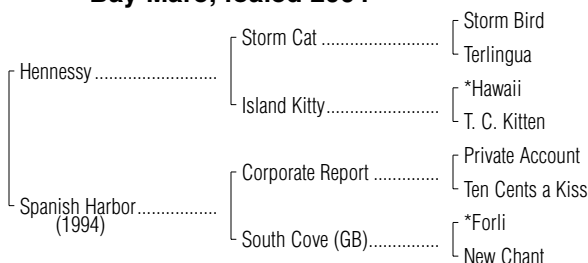 Bay Mare, foaled
Storm Bird
Storm Cat ........................
Terlingua
Hennessy .........................
*Hawaii
Island Kitty.......................
T. C. Kitten
Private Account
Corporate Report ..............
Ten Cents a Kiss
Spanish Harbor.................
(1994)
*Forli
South Cove (GB)...............
New Chant